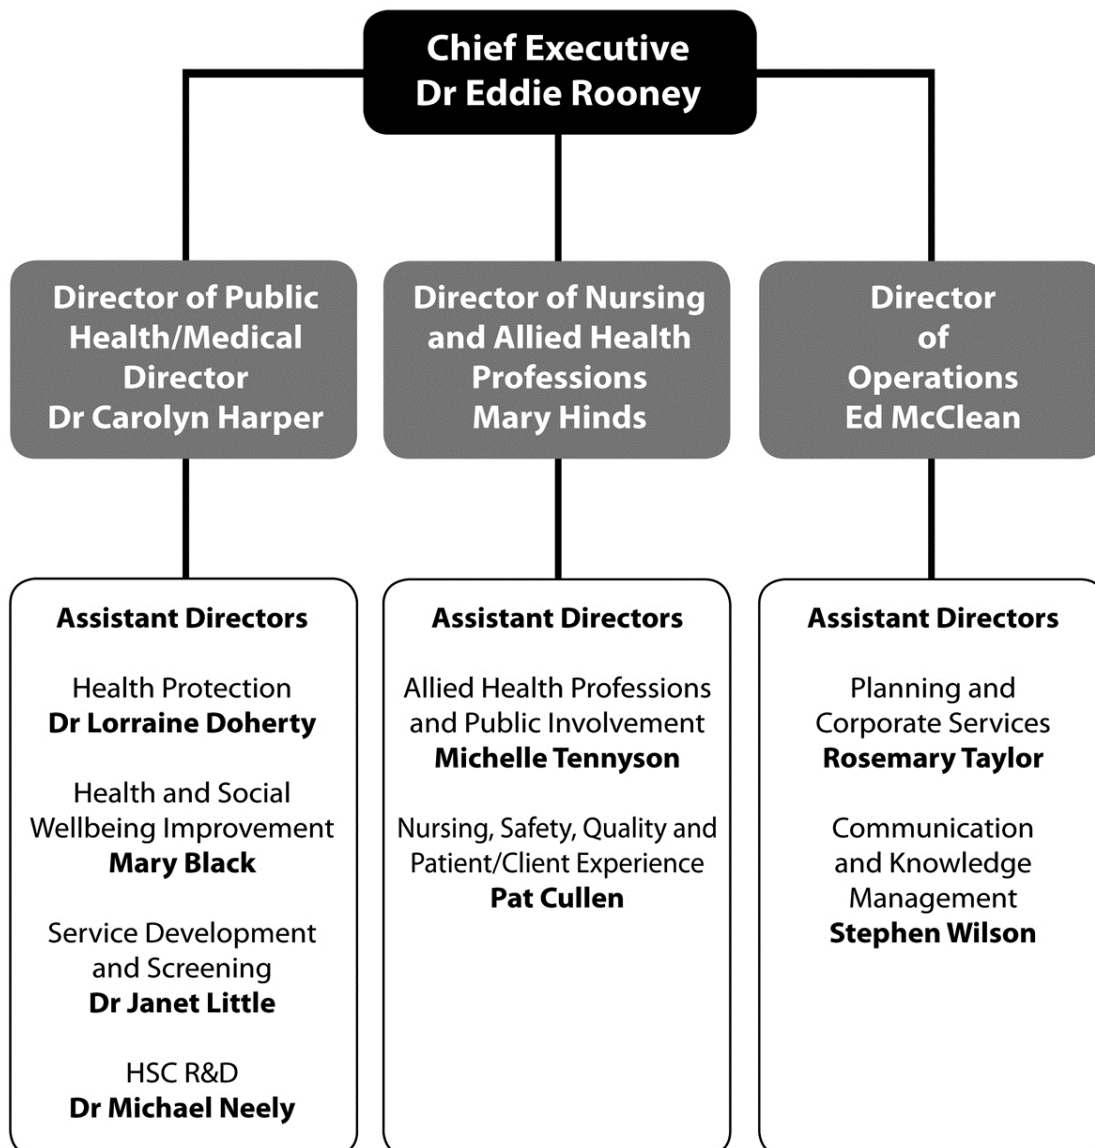 Chief Executive
Dr Eddie Rooney
Director of Public
Health/Medical
Director
Dr Carolyn Harper
Director of Nursing
and Allied Health
Professions
Mary Hinds
Director
of
Operations
Ed McClean
Assistant Directors
Health Protection
Dr Lorraine Doherty
Health and Social
Wellbeing Improvement
Mary Black
Service Development
and Screening
Dr Janet Little
HSC R&D
Dr Michael Neely
Assistant Directors
Allied Health Professions
and Public Involvement
Michelle Tennyson
Nursing, Safety, Quality and
Patient/Client Experience
Pat Cullen
Assistant Directors
Planning and
Corporate Services
Rosemary Taylor
Communication
and Knowledge
Management
Stephen Wilson